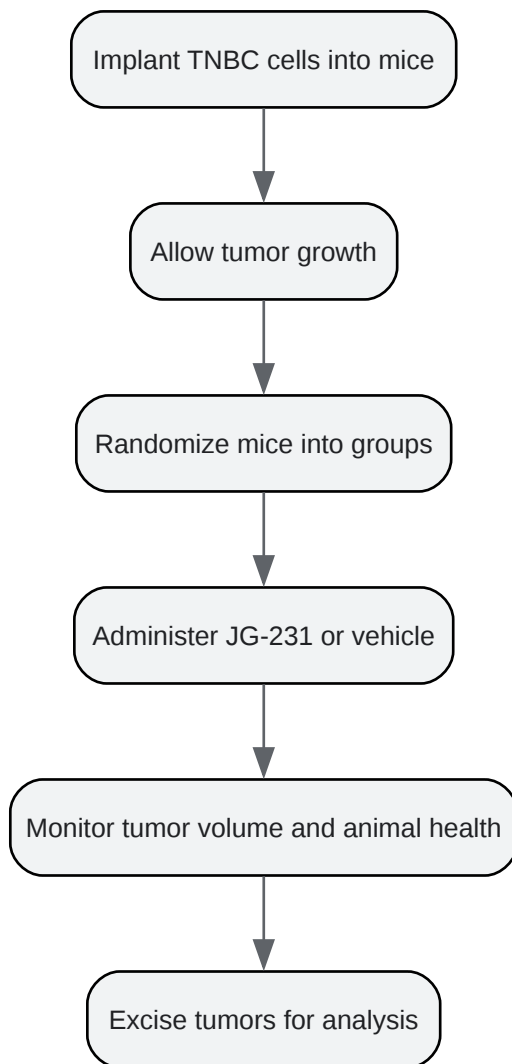 Implant TNBC cells into mice
Allow tumor growth
Randomize mice into groups
Administer JG-231 or vehicle
Monitor tumor volume and animal health
Excise tumors for analysis